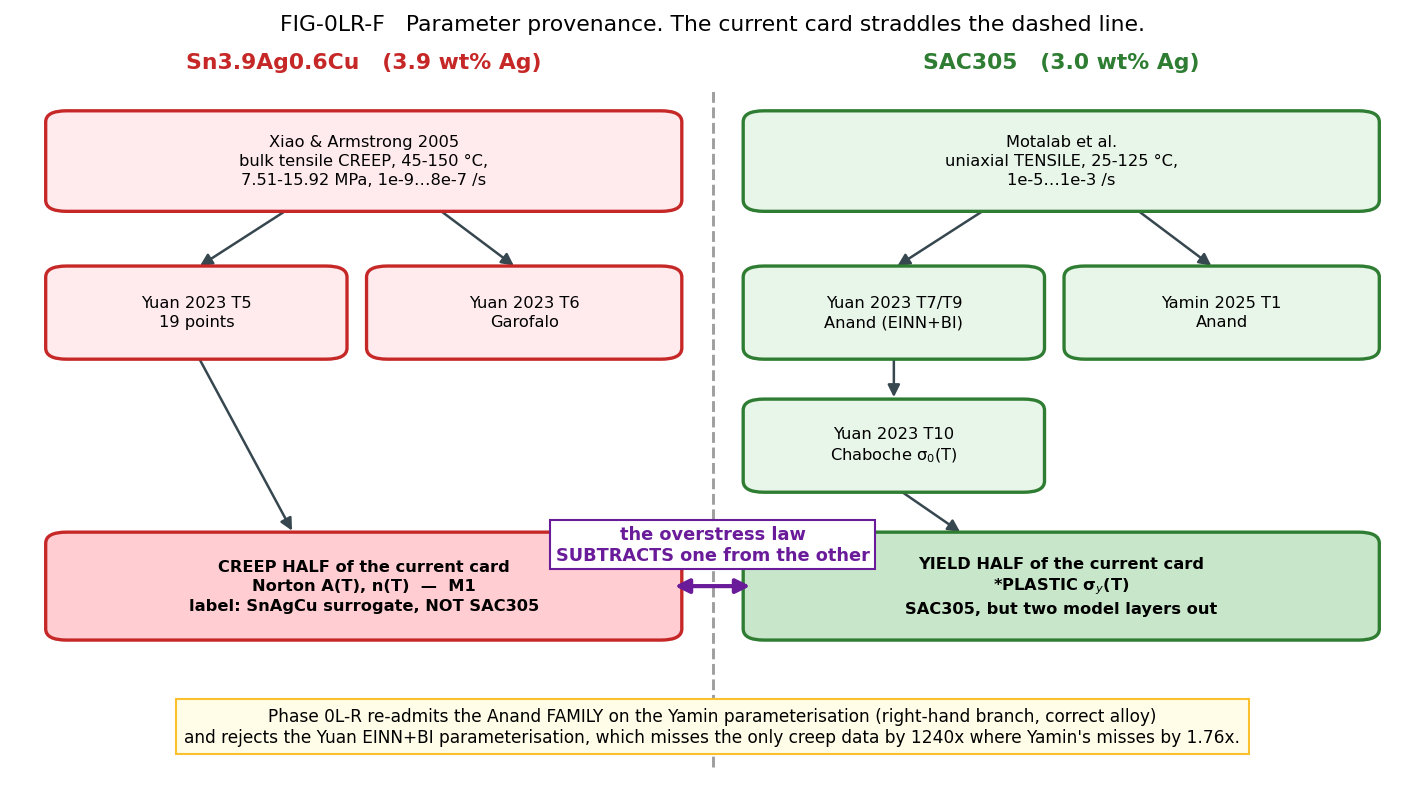 FIG-0LR-F   Parameter provenance. The current card straddles the dashed line.
Sn3.9Ag0.6Cu   (3.9 wt% Ag)
SAC305   (3.0 wt% Ag)
Xiao & Armstrong 2005
bulk tensile CREEP, 45-150 °C,
7.51-15.92 MPa, 1e-9…8e-7 /s
Motalab et al.
uniaxial TENSILE, 25-125 °C,
1e-5…1e-3 /s
Yuan 2023 T5
19 points
Yuan 2023 T6
Garofalo
Yuan 2023 T7/T9
Anand (EINN+BI)
Yamin 2025 T1
Anand
Yuan 2023 T10
Chaboche σ₀(T)
the overstress law
SUBTRACTS one from the other
CREEP HALF of the current card
Norton A(T), n(T)  —  M1
label: SnAgCu surrogate, NOT SAC305
YIELD HALF of the current card
*PLASTIC σ_y(T)
SAC305, but two model layers out
Phase 0L-R re-admits the Anand FAMILY on the Yamin parameterisation (right-hand branch, correct alloy)
and rejects the Yuan EINN+BI parameterisation, which misses the only creep data by 1240x where Yamin's misses by 1.76x.